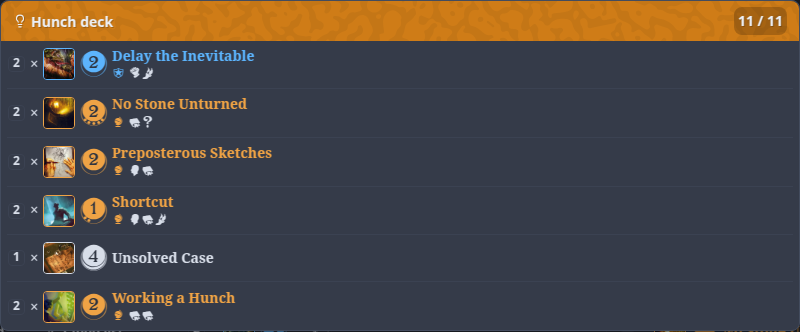 Hunch deck 11 / 11
2 × 2 Delay the Inevitable
2 × 2 No Stone Unturned
?
2 × 2 Preposterous Sketches
2 × 1 Shortcut
1 × 4 Unsolved Case
2 × 2 Working a Hunch